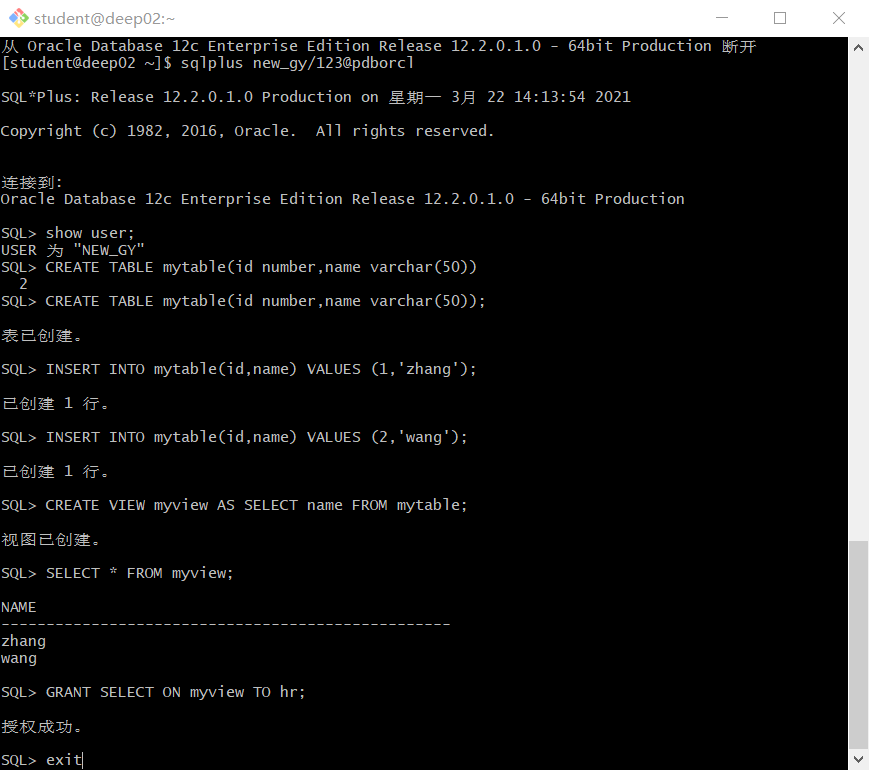 student@deep02:~
从 Oracle Database 12c Enterprise Edition Release 12.2.0.1.0 - 64bit Production 断开
[student@deep02 ~]$ sqlplus new_gy/123@pdborcl
SQL*Plus: Release 12.2.0.1.0 Production on 星期一 3月 22 14:13:54 2021
Copyright (c) 1982, 2016, Oracle.  All rights reserved.
连接到:
Oracle Database 12c Enterprise Edition Release 12.2.0.1.0 - 64bit Production
SQL> show user;
USER 为 "NEW_GY"
SQL> CREATE TABLE mytable(id number,name varchar(50))
  2
SQL> CREATE TABLE mytable(id number,name varchar(50));
表已创建。
SQL> INSERT INTO mytable(id,name) VALUES (1,'zhang');
已创建 1 行。
SQL> INSERT INTO mytable(id,name) VALUES (2,'wang');
已创建 1 行。
SQL> CREATE VIEW myview AS SELECT name FROM mytable;
视图已创建。
SQL> SELECT * FROM myview;
NAME
--------------------------------------------------
zhang
wang
SQL> GRANT SELECT ON myview TO hr;
授权成功。
SQL> exit